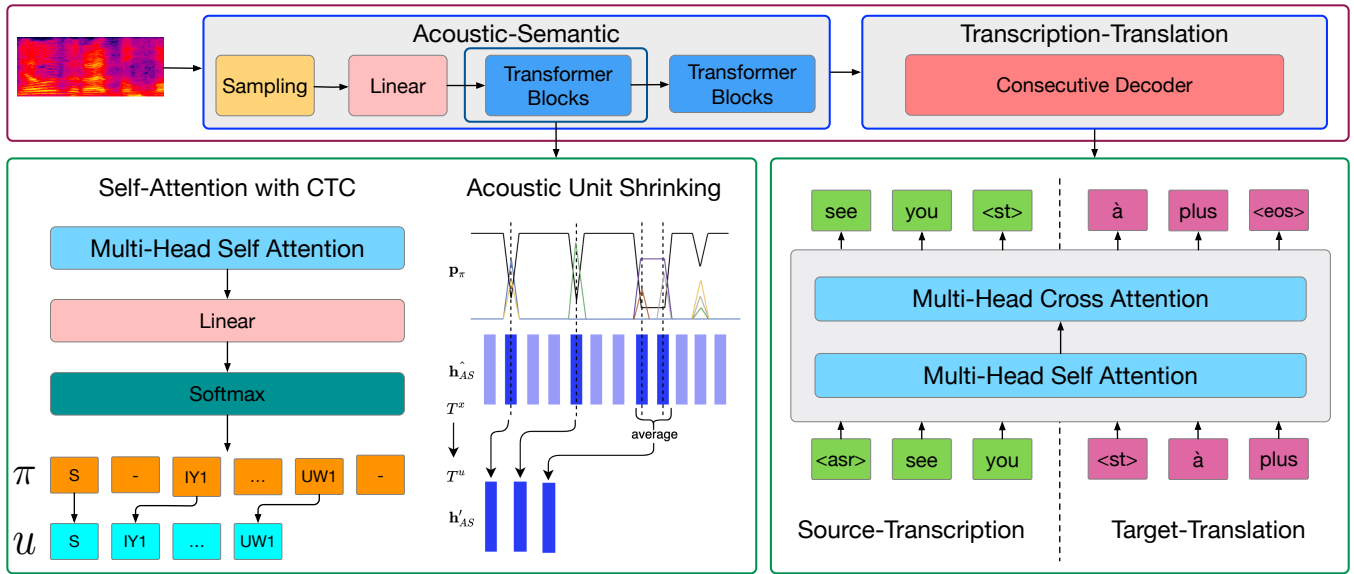 Acoustic-Semantic
Sampling
Linear
Transformer
Blocks
Transformer
Blocks
Transcription-Translation
Consecutive Decoder
Self-Attention with CTC
Multi-Head Self Attention
Linear
Softmax
π S - IY1 ... UW1 -
u S IY1 ... UW1
Acoustic Unit Shrinking
p_π
ĥ_AS
T^x
average
T^u
h′_AS
see you <st> à plus <eos>
Multi-Head Cross Attention
Multi-Head Self Attention
<asr> see you <st> à plus
Source-Transcription
Target-Translation